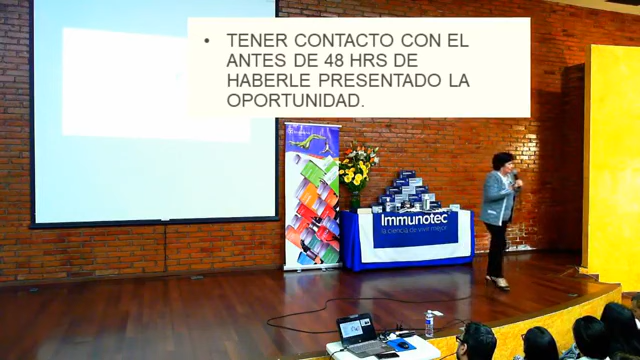 • TENER CONTACTO CON EL
ANTES DE 48 HRS DE
HABERLE PRESENTADO LA
OPORTUNIDAD.
Immunotec
la ciencia de vivir mejor